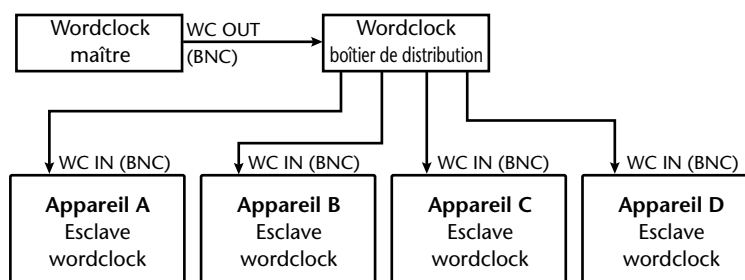 Wordclock
maître
WC OUT
(BNC)
Wordclock
boîtier de distribution
WC IN (BNC)
WC IN (BNC)
WC IN (BNC)
WC IN (BNC)
Appareil A
Esclave
wordclock
Appareil B
Esclave
wordclock
Appareil C
Esclave
wordclock
Appareil D
Esclave
wordclock